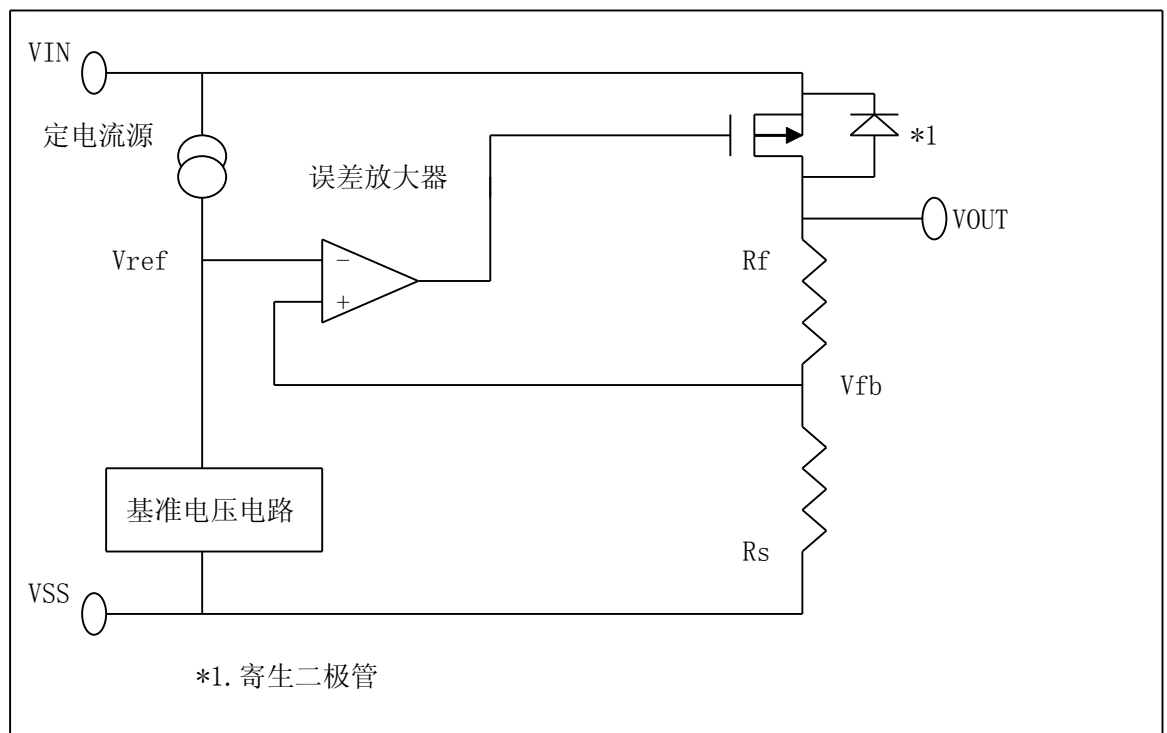 VIN
定电流源
*1
误差放大器
VOUT
Vref
Rf
−
+
Vfb
基准电压电路
Rs
VSS
*1.寄生二极管